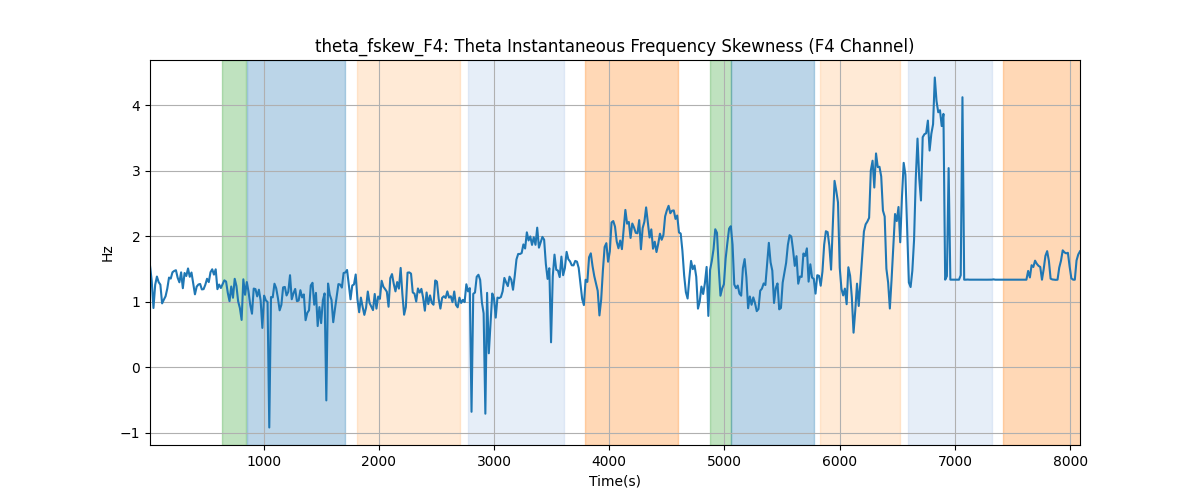 theta_fskew_F4: Theta Instantaneous Frequency Skewness (F4 Channel)
Hz
4
3
2
1
0
−1
1000 2000 3000 4000 5000 6000 7000 8000
Time(s)